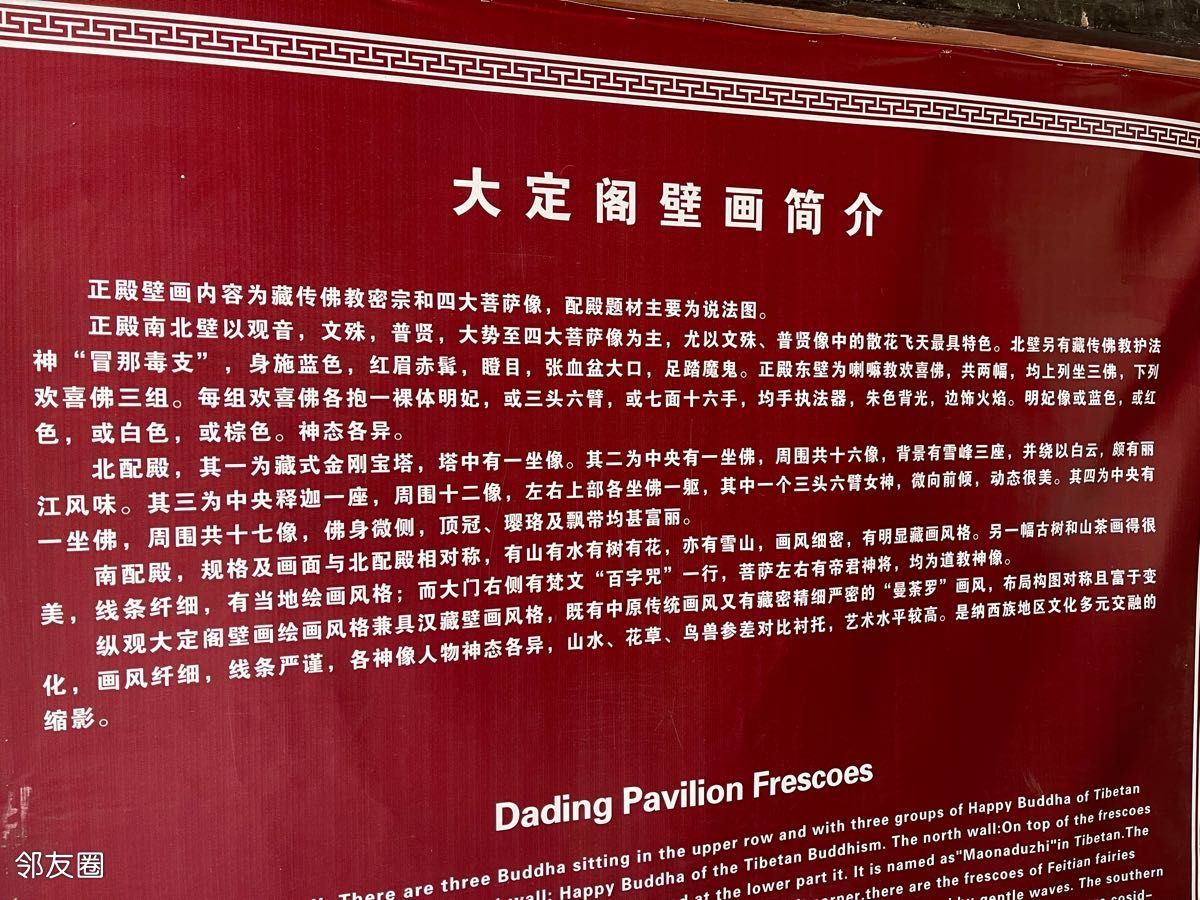 大定阁壁画简介
正殿壁画内容为藏传佛教密宗和四大菩萨像，配殿题材主要为说法图。
正殿南北壁以观音，文殊，普贤，大势至四大菩萨像为主，尤以文殊、普贤像中的散花飞天最具特色。北壁另有藏传佛教护法
神“冒那毒支”，身施蓝色，红眉赤髯，瞪目，张血盆大口，足踏魔鬼。正殿东壁为喇嘛教欢喜佛，共两幅，均上列坐三佛，下列
欢喜佛三组。每组欢喜佛各抱一裸体明妃，或三头六臂，或七面十六手，均手执法器，朱色背光，边饰火焰。明妃像或蓝色，或红
色，或白色，或棕色。神态各异。
北配殿，其一为藏式金刚宝塔，塔中有一坐像。其二为中央有一坐佛，周围共十六像，背景有雪峰三座，并绕以白云，颇有丽
江风味。其三为中央释迦一座，周围十二像，左右上部各坐佛一躯，其中一个三头六臂女神，微向前倾，动态很美。其四为中央有
一坐佛，周围共十七像，佛身微侧，顶冠、璎珞及飘带均甚富丽。
南配殿，规格及画面与北配殿相对称，有山有水有树有花，亦有雪山，画风细密，有明显藏画风格。另一幅古树和山茶画得很
美，线条纤细，有当地绘画风格；而大门右侧有梵文“百字咒”一行，菩萨左右有帝君神将，均为道教神像。
纵观大定阁壁画绘画风格兼具汉藏壁画风格，既有中原传统画风又有藏密精细严密的“曼荼罗”画风，布局构图对称且富于变
化，画风纤细，线条严谨，各神像人物神态各异，山水、花草、鸟兽参差对比衬托，艺术水平较高。是纳西族地区文化多元交融的
缩影。
Dading Pavilion Frescoes
There are three Buddha sitting in the upper row and with three groups of Happy Buddha of Tibetan
wall: Happy Buddha of the Tibetan Buddhism. The north wall:On top of the frescoes
at the lower part it. It is named as"Maonaduzhi"in Tibetan.The
corner,there are the frescoes of Feitian fairies
by gentle waves. The southern
cosid-
邻友圈